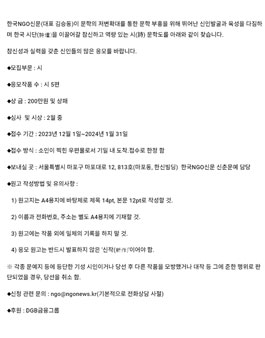 한국NGO신문(대표 김승동)이 문학의 저변확대를 통한 문학 부흥을 위해 뛰어난 신인발굴과 육성을 다짐하
며 한국 시단(詩壇)을 이끌어갈 참신하고 역량 있는 시(詩) 문학도를 아래와 같이 찾습니다.
참신성과 실력을 갖춘 신인들의 많은 응모를 바랍니다.
◆모집부문 : 시
◆응모작품 수 : 시 5편
◆상 금 : 200만원 및 상패
◆심사 및 시상 : 2월 중
◆접수 기간 : 2023년 12월 1일~2024년 1월 31일
◆접수 방식 : 소인이 찍힌 우편물로서 기일 내 도착 접수로 한정 함
◆보내실 곳 : 서울특별시 마포구 마포대로 12, 813호(마포동, 한신빌딩) 한국NGO신문 신춘문예 담당
◆원고 작성방법 및 유의사항 :
1) 원고지는 A4용지에 바탕체로 제목 14pt, 본문 12pt로 작성할 것.
2) 이름과 전화번호, 주소는 별도 A4용지에 기재할 것.
3) 원고에는 작품 외에 일체의 기록을 하지 말 것.
4) 응모 원고는 반드시 발표하지 않은 '신작(新作)'이어야 함.
※ 각종 문예지 등에 등단한 기성 시인이거나 당선 후 다른 작품을 모방했거나 대작 등 그에 준한 행위로 판
단되었을 경우, 당선을 취소 함.
◆신청 관련 문의 : ngo@ngonews.kr(기본적으로 전화상담 사절)
◆후원 : DGB금융그룹